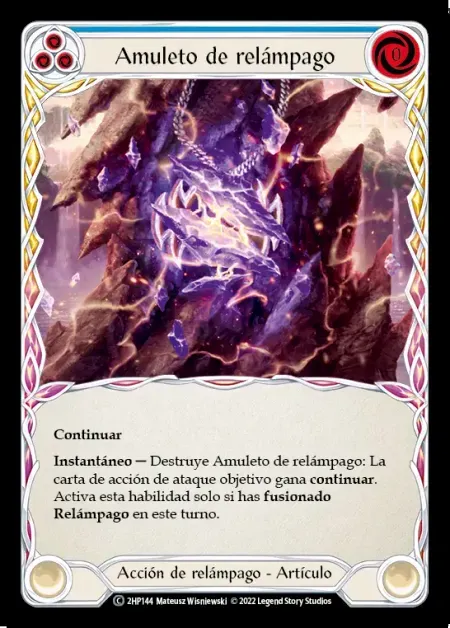 Amuleto de relámpago
0
Continuar
Instantáneo — Destruye Amuleto de relámpago: La
carta de acción de ataque objetivo gana continuar.
Activa esta habilidad solo si has fusionado
Relámpago en este turno.
Acción de relámpago - Artículo
C 2HP144 Mateusz Wisniewski © 2022 Legend Story Studios